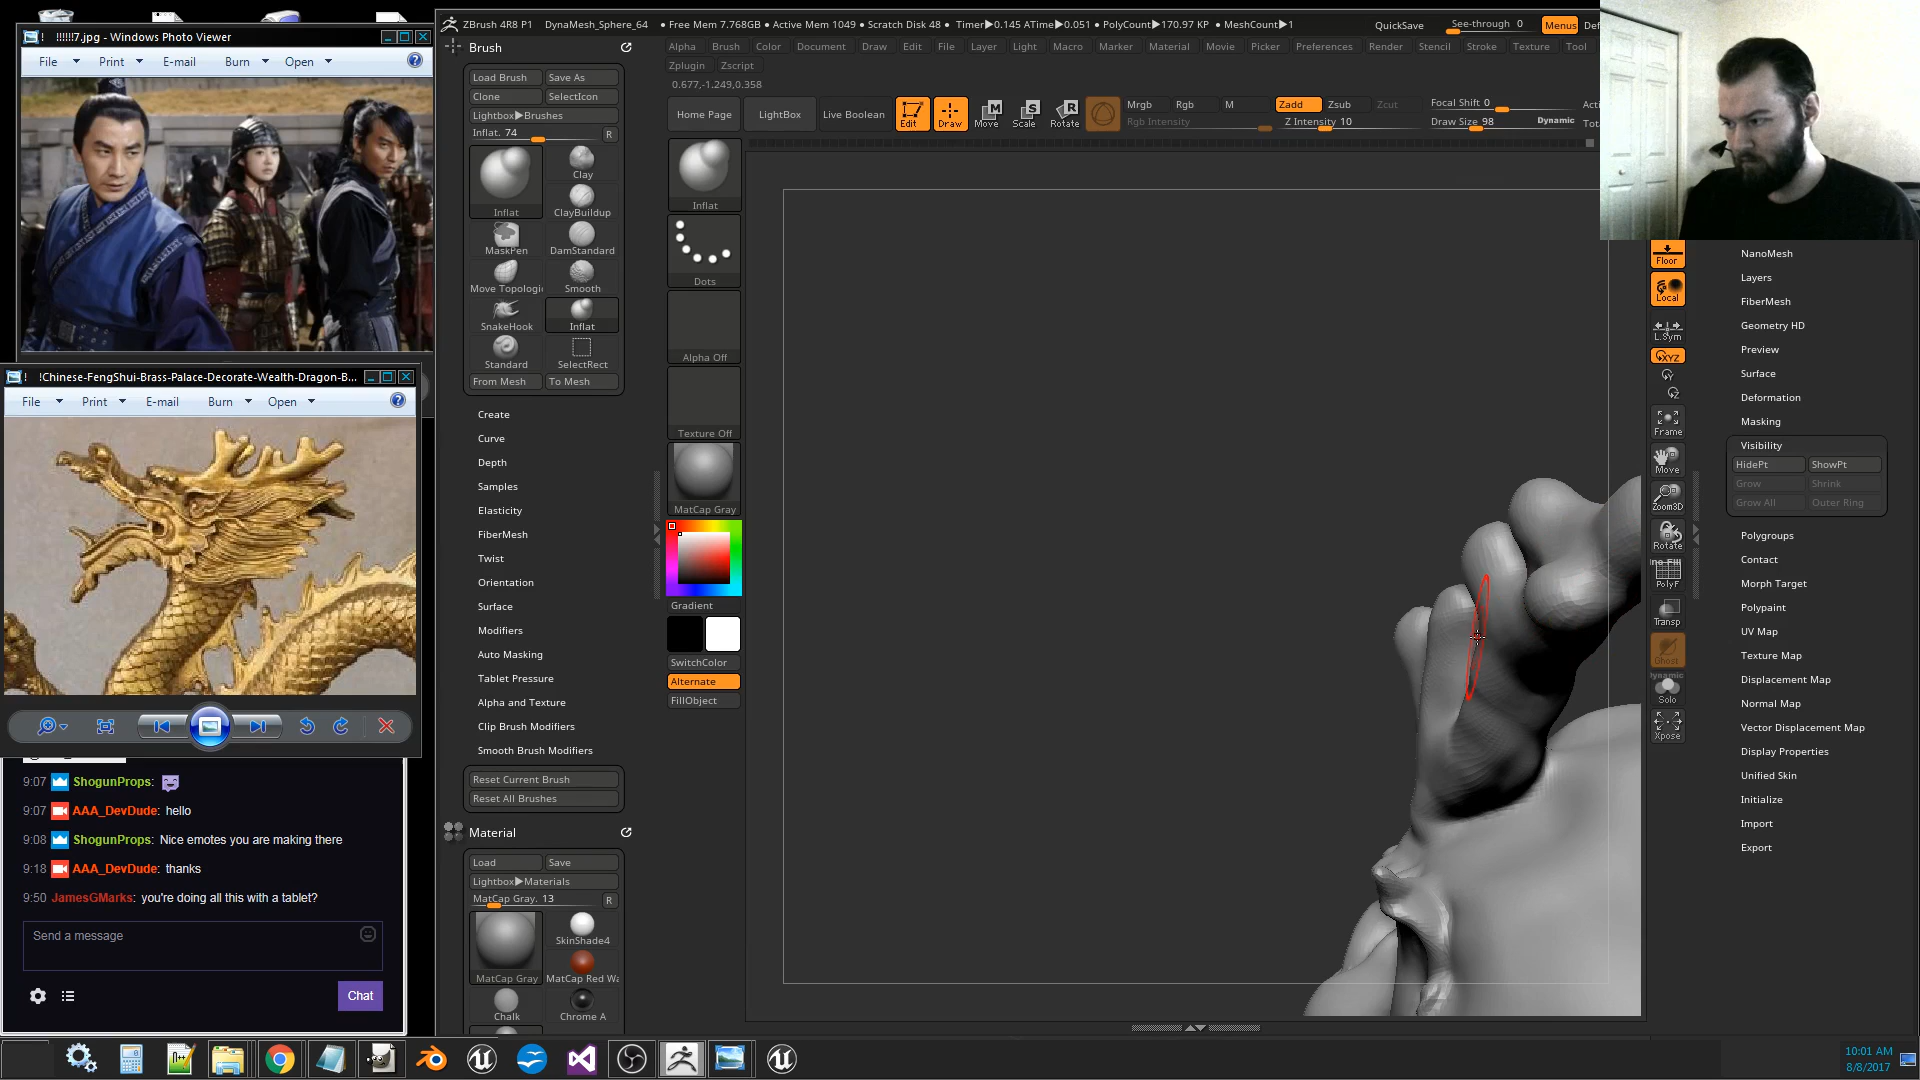 !!!!!!7.jpg - Windows Photo Viewer
File Print E-mail Burn Open
!Chinese-FengShui-Brass-Palace-Decorate-Wealth-Dragon-B...
File Print E-mail Burn Open
9:07 ShogunProps:
9:07 AAA_DevDude: hello
9:08 ShogunProps: Nice emotes you are making there
9:18 AAA_DevDude: thanks
9:50 JamesGMarks: you're doing all this with a tablet?
Send a message
Chat
ZBrush 4R8 P1 DynaMesh_Sphere_64 • Free Mem 7.768GB • Active Mem 1049 • Scratch Disk 48 • Timer▶0.145 ATime▶0.051 • PolyCount▶170.97 KP • MeshCount▶1
QuickSave See-through 0 Menus Def
Brush
Load Brush Save As
Clone SelectIcon
Lightbox▶Brushes
Inflat. 74 R
Inflat Clay
ClayBuildup
MaskPen DamStandard
Move Topologi Smooth
SnakeHook Inflat
Standard SelectRect
From Mesh To Mesh
Create
Curve
Depth
Samples
Elasticity
FiberMesh
Twist
Orientation
Surface
Modifiers
Auto Masking
Tablet Pressure
Alpha and Texture
Clip Brush Modifiers
Smooth Brush Modifiers
Reset Current Brush
Reset All Brushes
Material
Load Save
Lightbox▶Materials
MatCap Gray. 13 R
MatCap Gray SkinShade4
MatCap Red Wa
Chalk Chrome A
Alpha Brush Color Document Draw Edit File Layer Light Macro Marker Material Movie Picker Preferences Render Stencil Stroke Texture Tool
Zplugin Zscript
0.677,-1.249,0.358
Home Page LightBox Live Boolean Edit Draw Move Scale Rotate
Mrgb Rgb M Zadd Zsub Zcut Focal Shift 0
Rgb Intensity Z Intensity 10 Draw Size 98 Dynamic
Inflat
Dots
Alpha Off
Texture Off
MatCap Gray
Gradient
SwitchColor
Alternate
FillObject
Floor
Local
L.Sym
XYZ
Frame
Move
Zoom3D
Rotate
PolyF
Transp
Ghost
Dynamic
Solo
Xpose
NanoMesh
Layers
FiberMesh
Geometry HD
Preview
Surface
Deformation
Masking
Visibility
HidePt ShowPt
Grow Shrink
Grow All Outer Ring
Polygroups
Contact
Morph Target
Polypaint
UV Map
Texture Map
Displacement Map
Normal Map
Vector Displacement Map
Display Properties
Unified Skin
Initialize
Import
Export
10:01 AM
8/8/2017